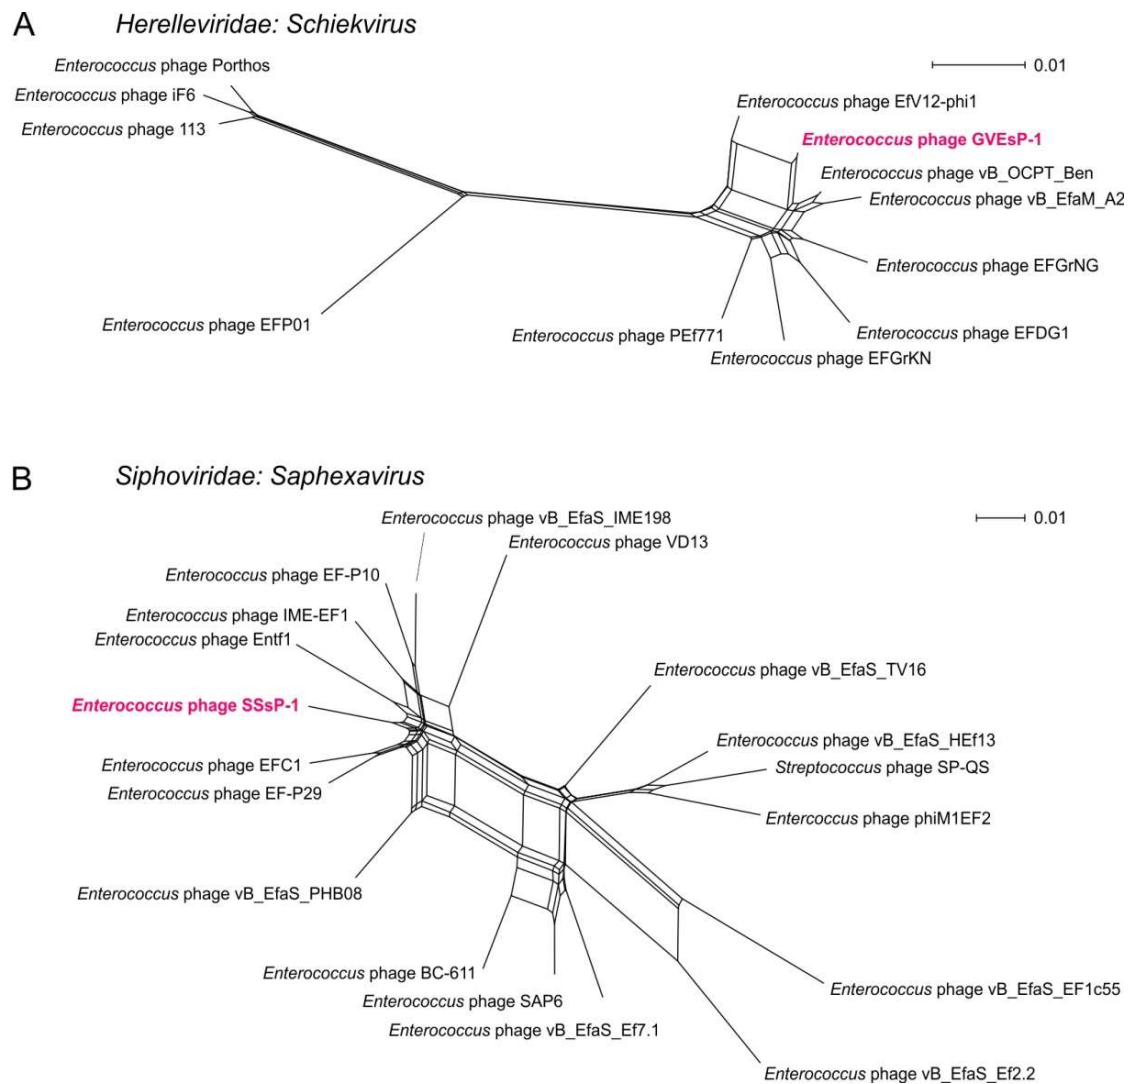 A
Herelleviridae: Schiekvirus
0.01
Enterococcus phage Porthos
Enterococcus phage iF6
Enterococcus phage 113
Enterococcus phage EfV12-phi1
Enterococcus phage GVEsP-1
Enterococcus phage vB_OCPT_Ben
Enterococcus phage vB_EfaM_A2
Enterococcus phage EFGrNG
Enterococcus phage EFP01
Enterococcus phage PEf771
Enterococcus phage EFDG1
Enterococcus phage EFGrKN
B
Siphoviridae: Saphexavirus
0.01
Enterococcus phage vB_EfaS_IME198
Enterococcus phage VD13
Enterococcus phage EF-P10
Enterococcus phage IME-EF1
Enterococcus phage Entf1
Enterococcus phage vB_EfaS_TV16
Enterococcus phage SSsP-1
Enterococcus phage vB_EfaS_HEf13
Enterococcus phage EFC1
Streptococcus phage SP-QS
Enterococcus phage EF-P29
Entercoccus phage phiM1EF2
Enterococcus phage vB_EfaS_PHB08
Enterococcus phage BC-611
Enterococcus phage vB_EfaS_EF1c55
Enterococcus phage SAP6
Enterococcus phage vB_EfaS_Ef7.1
Enterococcus phage vB_EfaS_Ef2.2